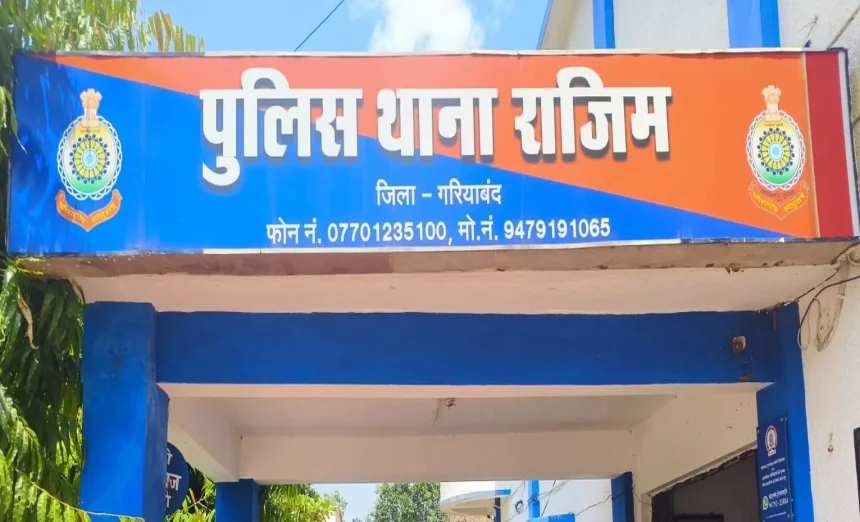 पुलिस थाना राजिम
जिला – गरियाबंद
फोन नं. 07701235100, मो.नं. 9479191065